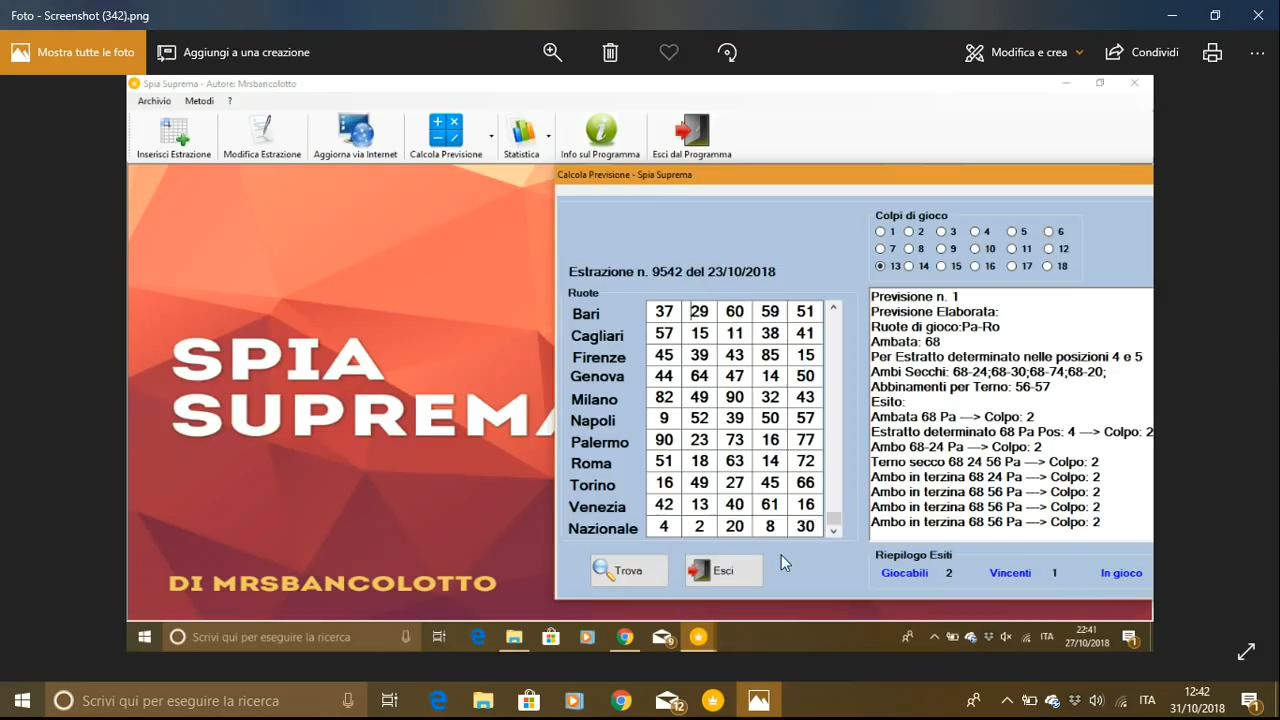 Foto - Screenshot (342).png
Mostra tutte le foto
Aggiungi a una creazione
Modifica e crea
Condividi
Spia Suprema - Autore: Mrsbancolotto
Archivio Metodi ?
Inserisci Estrazione
Modifica Estrazione
Aggiorna via Internet
Calcola Previsione
Statistica
Info sul Programma
Esci dal Programma
SPIA
SUPREMA
DI MRSBANCOLOTTO
Calcola Previsione - Spia Suprema
Estrazione n. 9542 del 23/10/2018
Ruote
Bari 37 29 60 59 51
Cagliari 57 15 11 38 41
Firenze 45 39 43 85 15
Genova 44 64 47 14 50
Milano 82 49 90 32 43
Napoli 9 52 39 50 57
Palermo 90 23 73 16 77
Roma 51 18 63 14 72
Torino 16 49 27 45 66
Venezia 42 13 40 61 16
Nazionale 4 2 20 8 30
Trova
Esci
Colpi di gioco
1 2 3 4 5 6
7 8 9 10 11 12
13 14 15 16 17 18
Previsione n. 1
Previsione Elaborata:
Ruote di gioco:Pa-Ro
Ambata: 68
Per Estratto determinato nelle posizioni 4 e 5
Ambi Secchi: 68-24;68-30;68-74;68-20;
Abbinamenti per Terno: 56-57
Esito:
Ambata 68 Pa ---> Colpo: 2
Estratto determinato 68 Pa Pos: 4 ---> Colpo: 2
Ambo 68-24 Pa ---> Colpo: 2
Terno secco 68 24 56 Pa ---> Colpo: 2
Ambo in terzina 68 24 Pa ---> Colpo: 2
Ambo in terzina 68 56 Pa ---> Colpo: 2
Ambo in terzina 68 56 Pa ---> Colpo: 2
Ambo in terzina 68 56 Pa ---> Colpo: 2
Riepilogo Esiti
Giocabili 2 Vincenti 1 In gioco
Scrivi qui per eseguire la ricerca
9
ITA
22:41
27/10/2018
1
Scrivi qui per eseguire la ricerca
12
ITA
12:42
31/10/2018
1